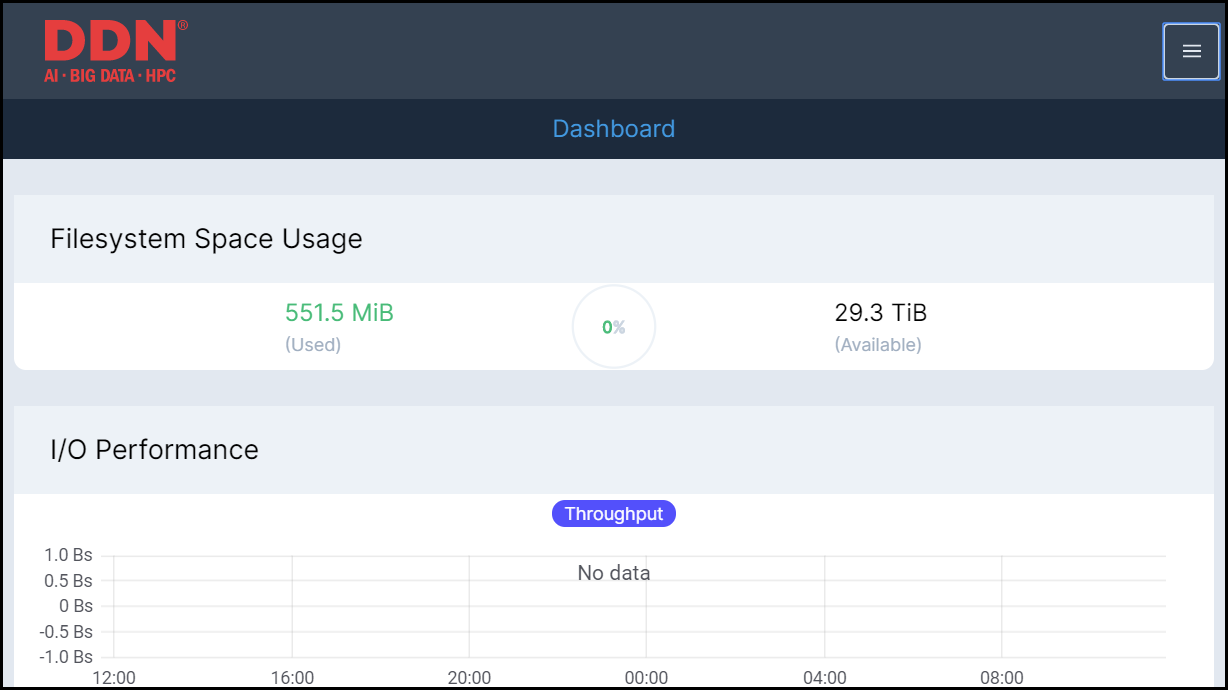 DDN®
AI · BIG DATA · HPC
Dashboard
Filesystem Space Usage
551.5 MiB
(Used)
0%
29.3 TiB
(Available)
I/O Performance
Throughput
No data
1.0 Bs
0.5 Bs
0 Bs
-0.5 Bs
-1.0 Bs
12:00 16:00 20:00 00:00 04:00 08:00